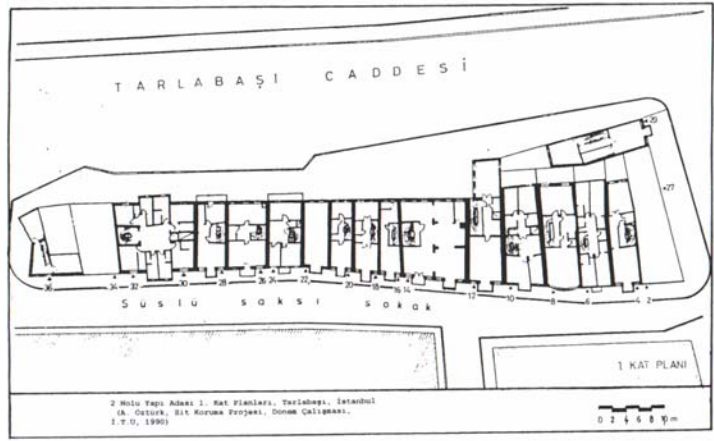 TARLABAŞI CADDESİ
20
27
36 34 32 30 28 26 24 22 20 18 16 14 12 10 8 6 4 2
Süslü saksı sokak
1 KAT PLANI
2 Nolu Yapı Adası 1. Kat Planları, Tarlabaşı, İstanbul
(A. Öztürk, Sit Koruma Projesi, Dönem Çalışması,
İ.T.Ü, 1990)
0 2 4 6 8 10 m